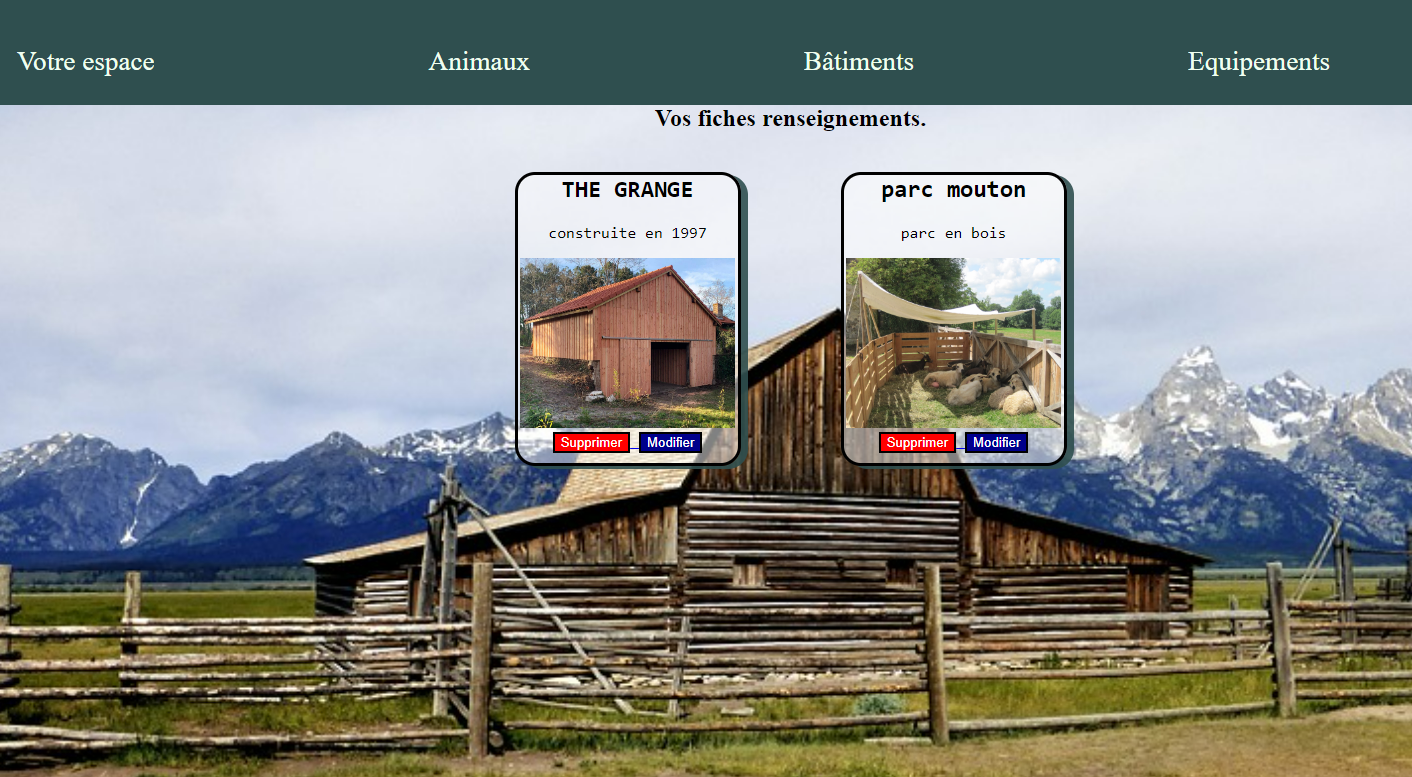 Votre espace Animaux Bâtiments Equipements
Vos fiches renseignements.
THE GRANGE
construite en 1997
Supprimer Modifier
parc mouton
parc en bois
Supprimer Modifier